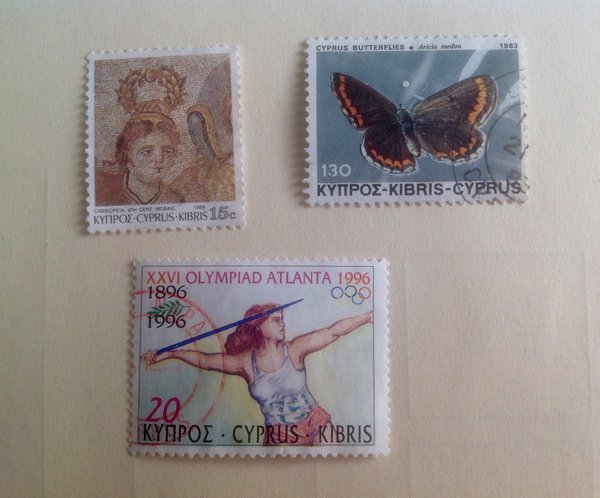 CASSIOPEIA, 4TH CENT. MOSAIC 1989
ΚΥΠΡΟΣ·CYPRUS·KIBRIS 15c
CYPRUS BUTTERFLIES • Aricia medon 1983
130
ΚΥΠΡΟΣ-KIBRIS-CYPRUS
XXVI OLYMPIAD ATLANTA 1996
1896
1996
20
ΚΥΠΡΟΣ · CYPRUS · KIBRIS